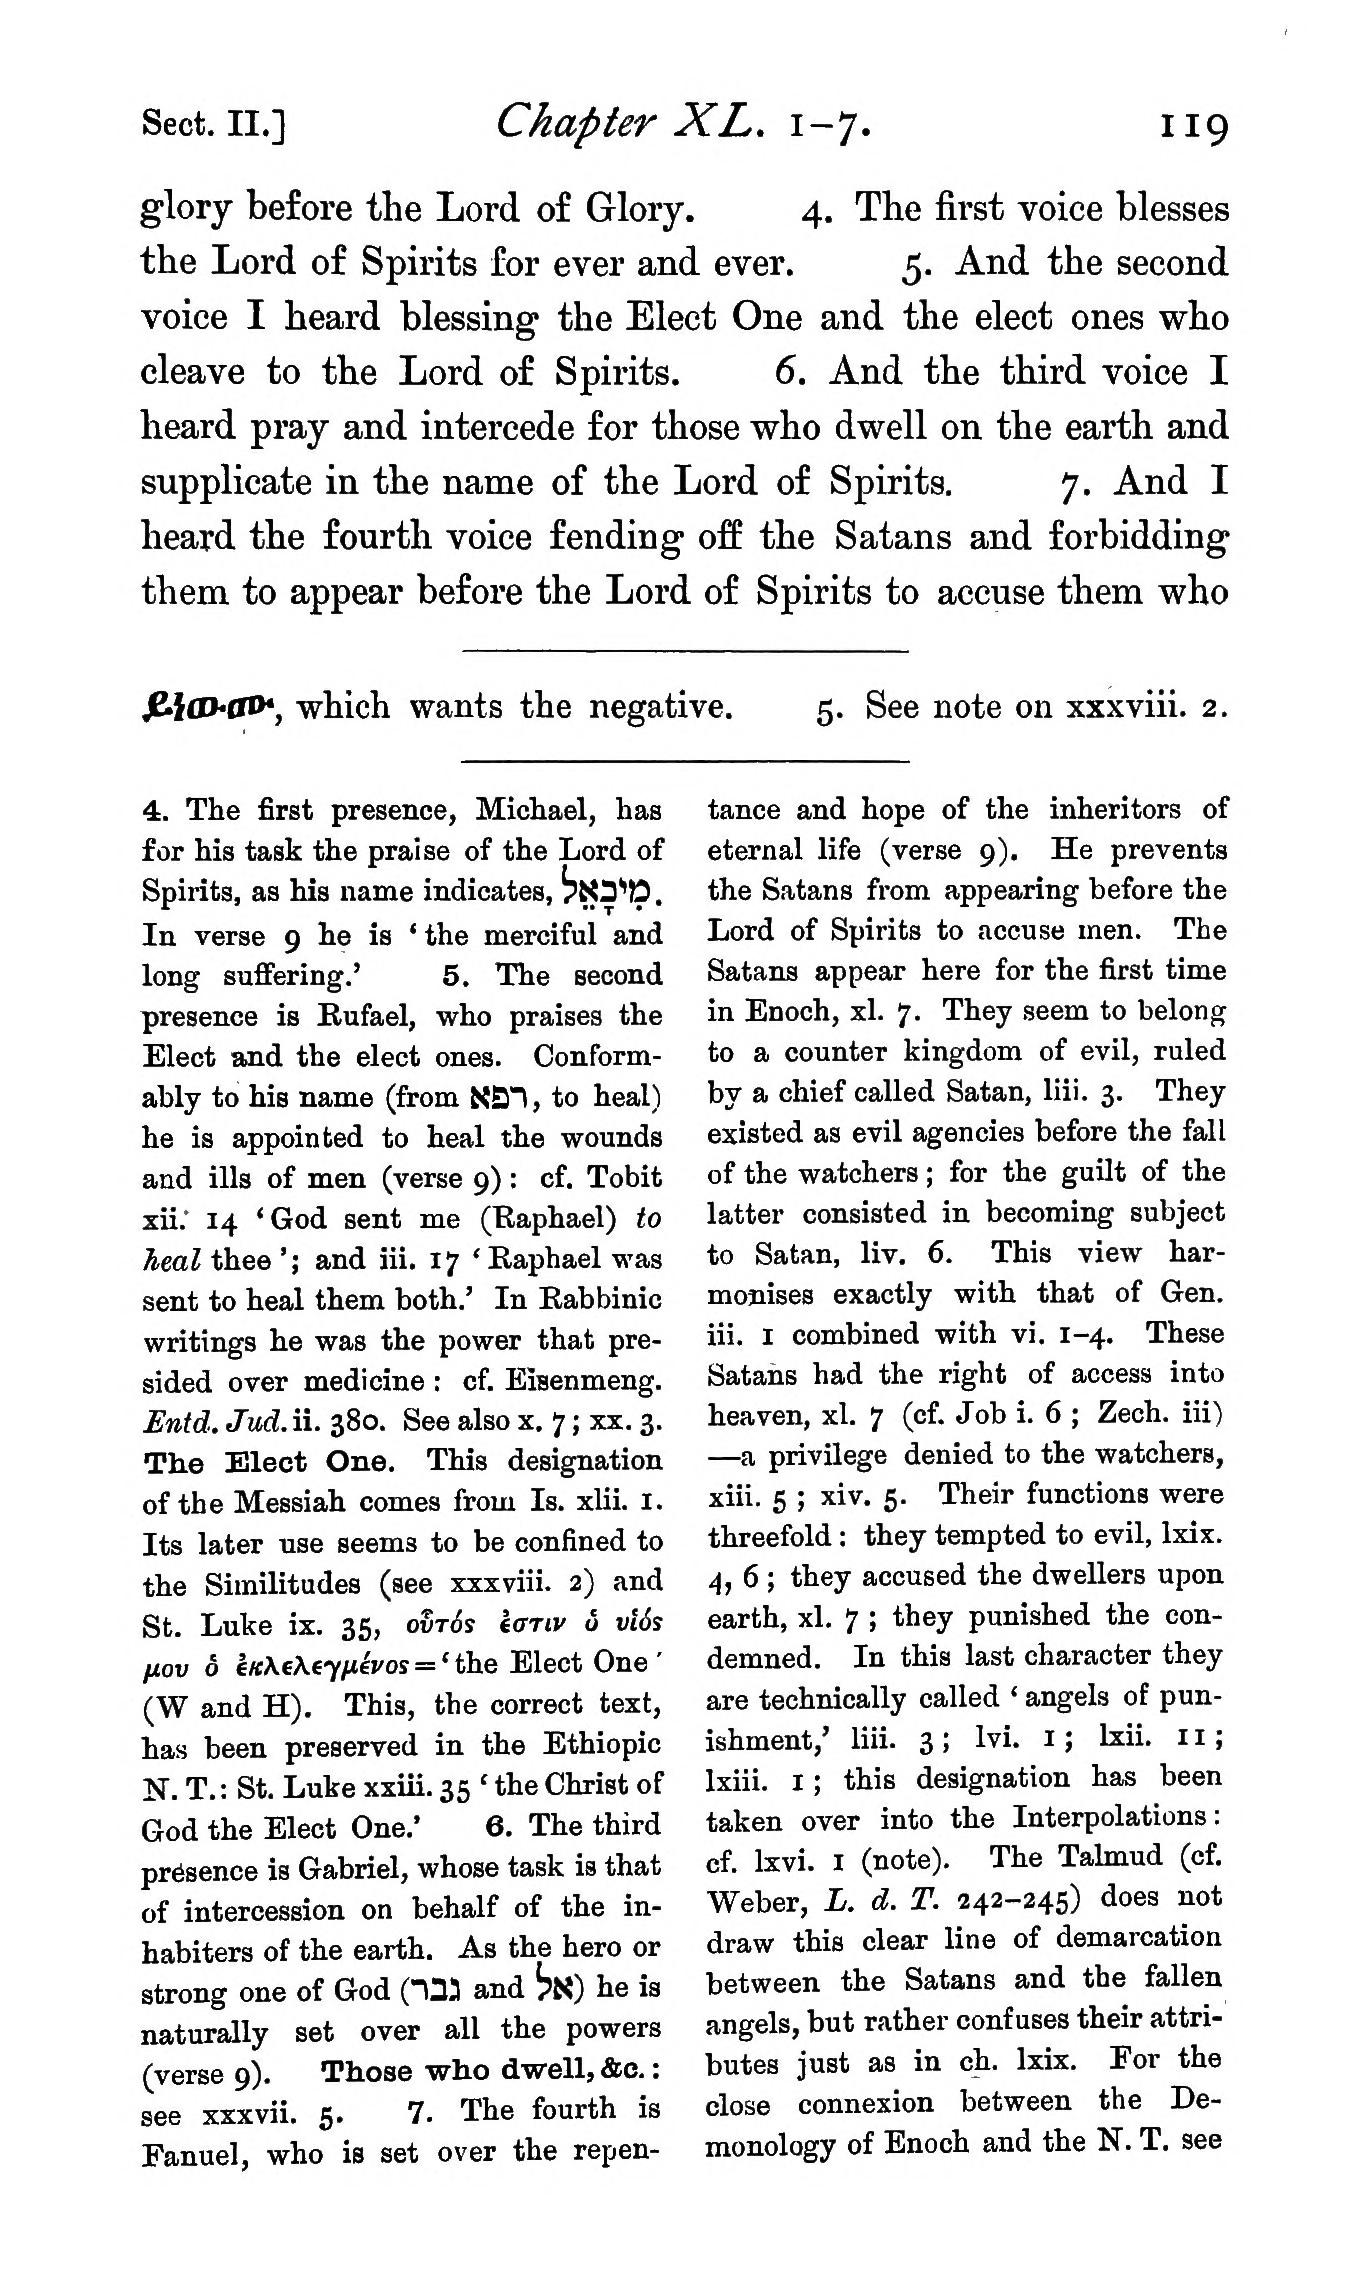 Sect. II.] Chapter XL. 1–7. 119
glory before the Lord of Glory. 4. The first voice blesses
the Lord of Spirits for ever and ever. 5. And the second
voice I heard blessing the Elect One and the elect ones who
cleave to the Lord of Spirits. 6. And the third voice I
heard pray and intercede for those who dwell on the earth and
supplicate in the name of the Lord of Spirits. 7. And I
heard the fourth voice fending off the Satans and forbidding
them to appear before the Lord of Spirits to accuse them who
which wants the negative. 5. See note on xxxviii. 2.
4. The first presence, Michael, has
for his task the praise of the Lord of
Spirits, as his name indicates, מִיכָאֵל.
In verse 9 he is ‘the merciful and
long suffering.’ 5. The second
presence is Rufael, who praises the
Elect and the elect ones. Conform-
ably to his name (from רפא, to heal)
he is appointed to heal the wounds
and ills of men (verse 9): cf. Tobit
xii. 14 ‘God sent me (Raphael) to
heal thee’; and iii. 17 ‘Raphael was
sent to heal them both.’ In Rabbinic
writings he was the power that pre-
sided over medicine: cf. Eisenmeng.
Entd. Jud. ii. 380. See also x. 7; xx. 3.
The Elect One. This designation
of the Messiah comes from Is. xlii. 1.
Its later use seems to be confined to
the Similitudes (see xxxviii. 2) and
St. Luke ix. 35, οὗτός ἐστιν ὁ υἱός
μου ὁ ἐκλελεγμένος = ‘the Elect One’
(W and H). This, the correct text,
has been preserved in the Ethiopic
N. T.: St. Luke xxiii. 35 ‘the Christ of
God the Elect One.’ 6. The third
presence is Gabriel, whose task is that
of intercession on behalf of the in-
habiters of the earth. As the hero or
strong one of God (גבר and אל) he is
naturally set over all the powers
(verse 9). Those who dwell, &c.:
see xxxvii. 5. 7. The fourth is
Fanuel, who is set over the repen-
tance and hope of the inheritors of
eternal life (verse 9). He prevents
the Satans from appearing before the
Lord of Spirits to accuse men. The
Satans appear here for the first time
in Enoch, xl. 7. They seem to belong
to a counter kingdom of evil, ruled
by a chief called Satan, liii. 3. They
existed as evil agencies before the fall
of the watchers; for the guilt of the
latter consisted in becoming subject
to Satan, liv. 6. This view har-
monises exactly with that of Gen.
iii. 1 combined with vi. 1–4. These
Satans had the right of access into
heaven, xl. 7 (cf. Job i. 6; Zech. iii)
—a privilege denied to the watchers,
xiii. 5; xiv. 5. Their functions were
threefold: they tempted to evil, lxix.
4, 6; they accused the dwellers upon
earth, xl. 7; they punished the con-
demned. In this last character they
are technically called ‘angels of pun-
ishment,’ liii. 3; lvi. 1; lxii. 11;
lxiii. 1; this designation has been
taken over into the Interpolations:
cf. lxvi. 1 (note). The Talmud (cf.
Weber, L. d. T. 242–245) does not
draw this clear line of demarcation
between the Satans and the fallen
angels, but rather confuses their attri-
butes just as in ch. lxix. For the
close connexion between the De-
monology of Enoch and the N. T. see